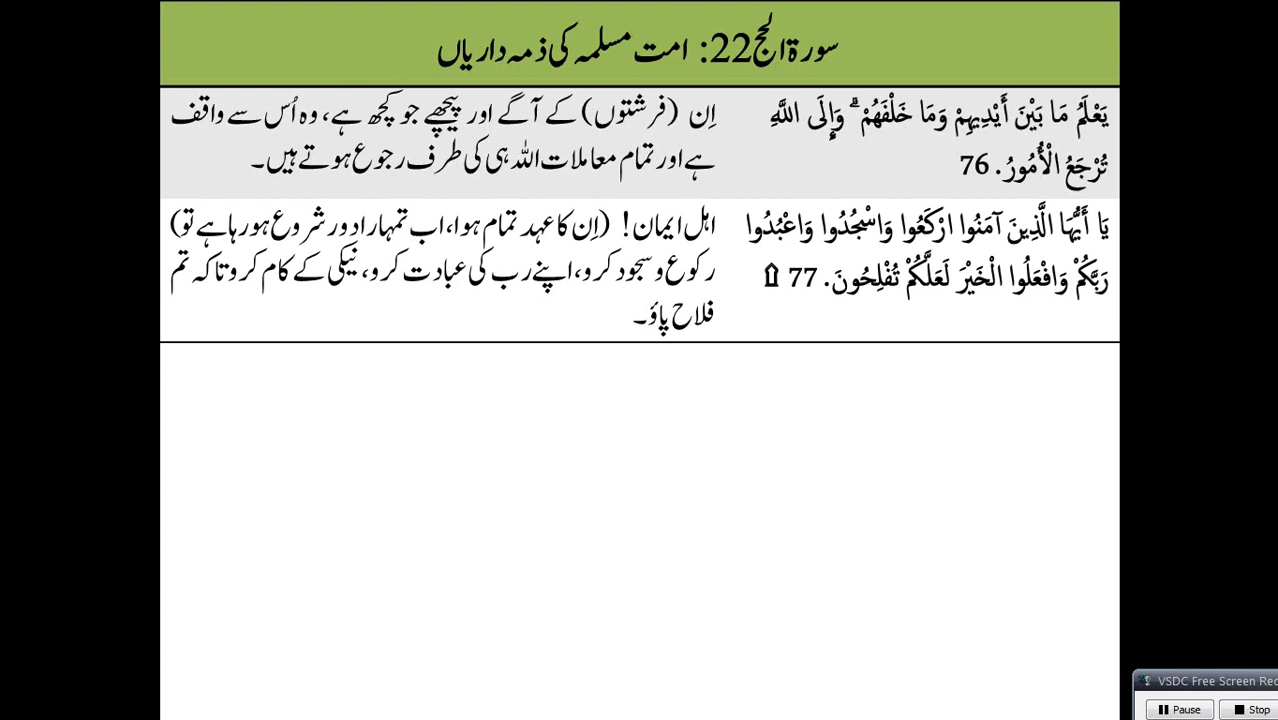 سورۃ الحج22: امت مسلمہ کی ذمہ داریاں
يَعْلَمُ مَا بَيْنَ أَيْدِيهِمْ وَمَا خَلْفَهُمْ ۗ وَإِلَى اللَّهِ
تُرْجَعُ الْأُمُورُ. 76
اِن (فرشتوں) کے آگے اور پیچھے جو کچھ ہے، وہ اُس سے واقف
ہے اور تمام معاملات اللہ ہی کی طرف رجوع ہوتے ہیں۔
يَا أَيُّهَا الَّذِينَ آمَنُوا ارْكَعُوا وَاسْجُدُوا وَاعْبُدُوا
رَبَّكُمْ وَافْعَلُوا الْخَيْرَ لَعَلَّكُمْ تُفْلِحُونَ. 77 ۩
اہل ایمان! (اِن کا عہد تمام ہوا، اب تمہارا دور شروع ہو رہا ہے تو)
رکوع و سجود کرو، اپنے رب کی عبادت کرو، نیکی کے کام کرو تاکہ تم
فلاح پاؤ۔
VSDC Free Screen Rec
Pause Stop